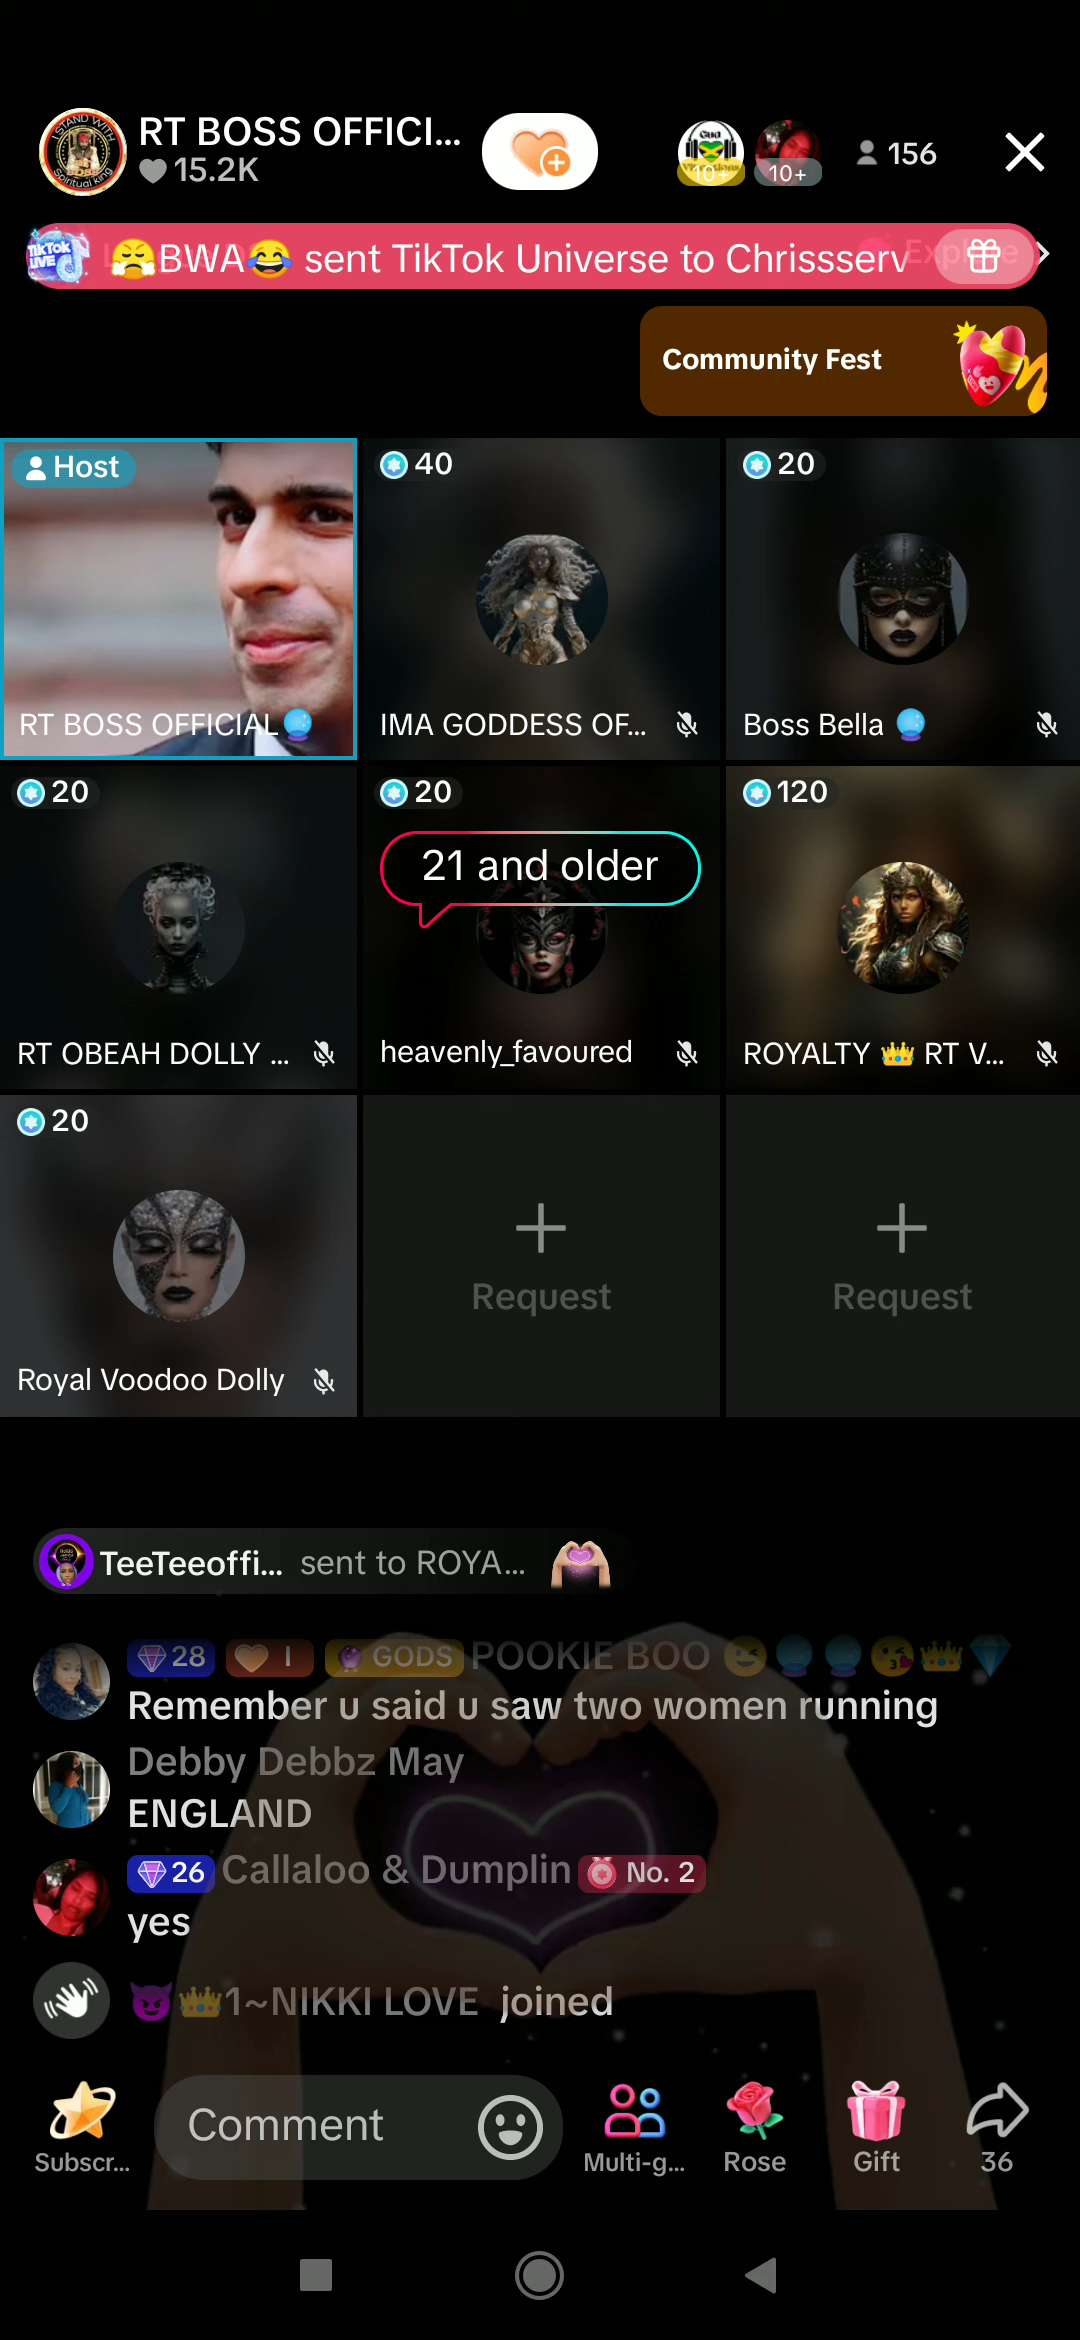 RT BOSS OFFICI...
15.2K
10+
10+
156
😤BWA😂 sent TikTok Universe to Chrissserv
Community Fest
Host
RT BOSS OFFICIAL🔮
40
IMA GODDESS OF...
20
Boss Bella 🔮
20
RT OBEAH DOLLY ...
20
21 and older
heavenly_favoured
120
ROYALTY 👑 RT V...
20
Royal Voodoo Dolly
Request
Request
TeeTeeoffi... sent to ROYA...
28 I GODS POOKIE BOO 😉🔮🔮😘👑💎
Remember u said u saw two women running
Debby Debbz May
ENGLAND
26 Callaloo & Dumplin No. 2
yes
😈👑1~NIKKI LOVE joined
Subscr...
Comment
Multi-g...
Rose
Gift
36